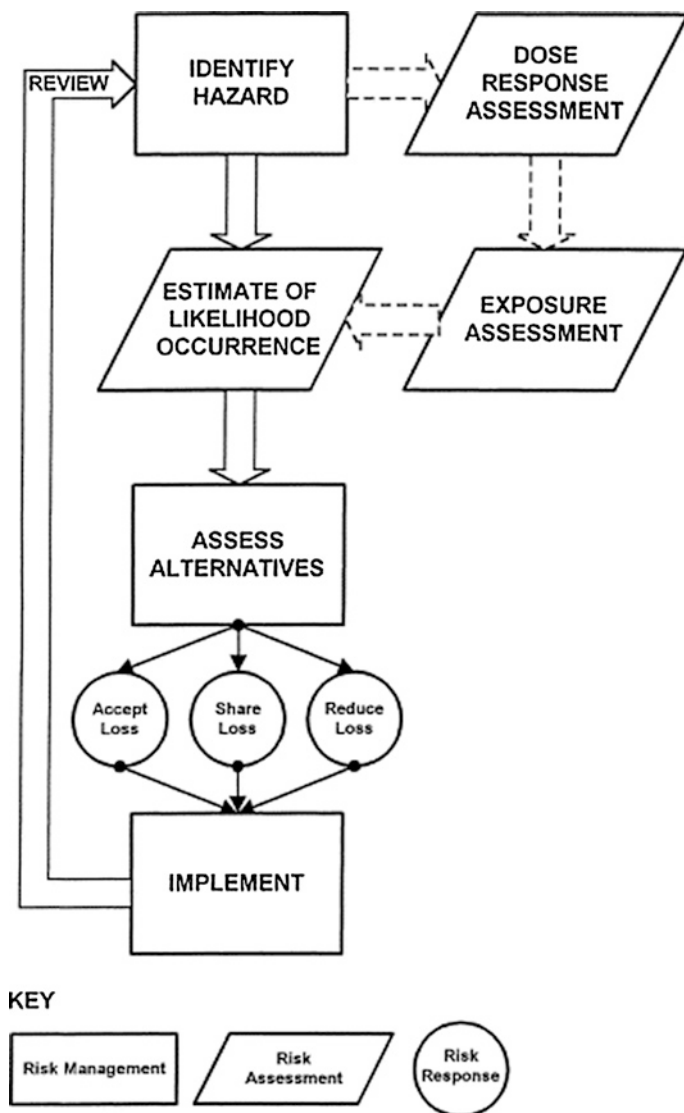 REVIEW
IDENTIFY
HAZARD
DOSE
RESPONSE
ASSESSMENT
ESTIMATE OF
LIKELIHOOD
OCCURRENCE
EXPOSURE
ASSESSMENT
ASSESS
ALTERNATIVES
Accept
Loss
Share
Loss
Reduce
Loss
IMPLEMENT
KEY
Risk Management
Risk
Assessment
Risk
Response